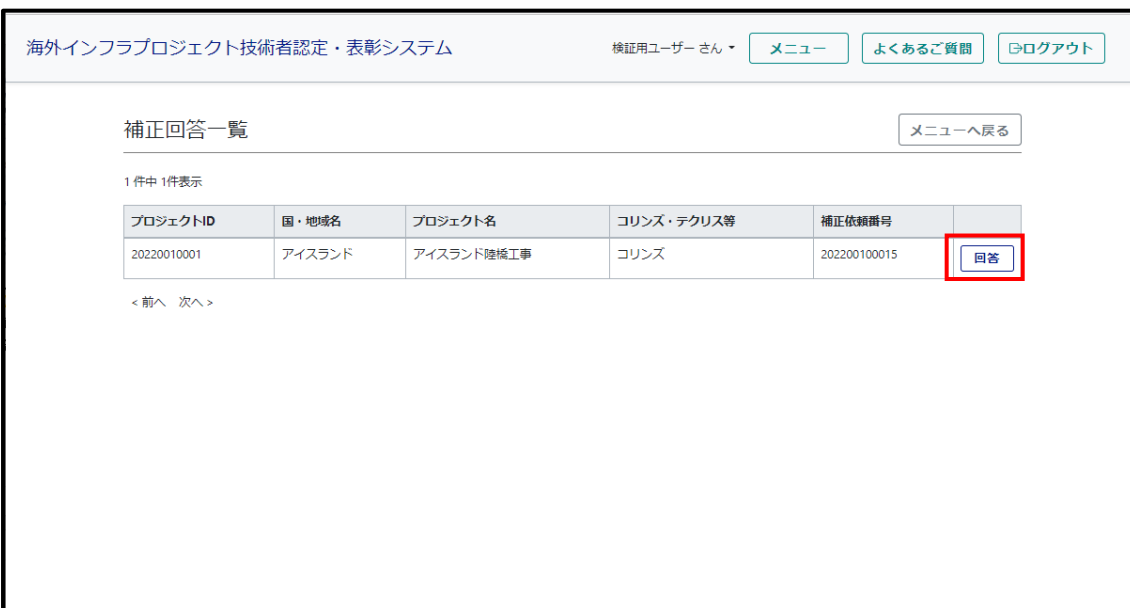 海外インフラプロジェクト技術者認定・表彰システム 検証用ユーザー さん メニュー よくあるご質問 ログアウト
補正回答一覧 メニューへ戻る
1 件中 1件表示
プロジェクトID 国・地域名 プロジェクト名 コリンズ・テクリス等 補正依頼番号
20220010001 アイスランド アイスランド陸橋工事 コリンズ 202200100015 回答
< 前へ 次へ >